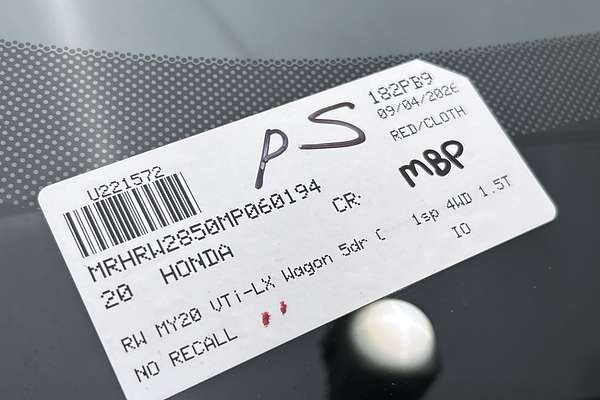 PS
182PB9
09/04/2026
RED/CLOTH
MBP
U221572
MRHRW2850MP060194
20 HONDA CR-
RW MY20 VTi-LX Wagon 5dr C 1sp 4WD 1.5T
NO RECALL IO